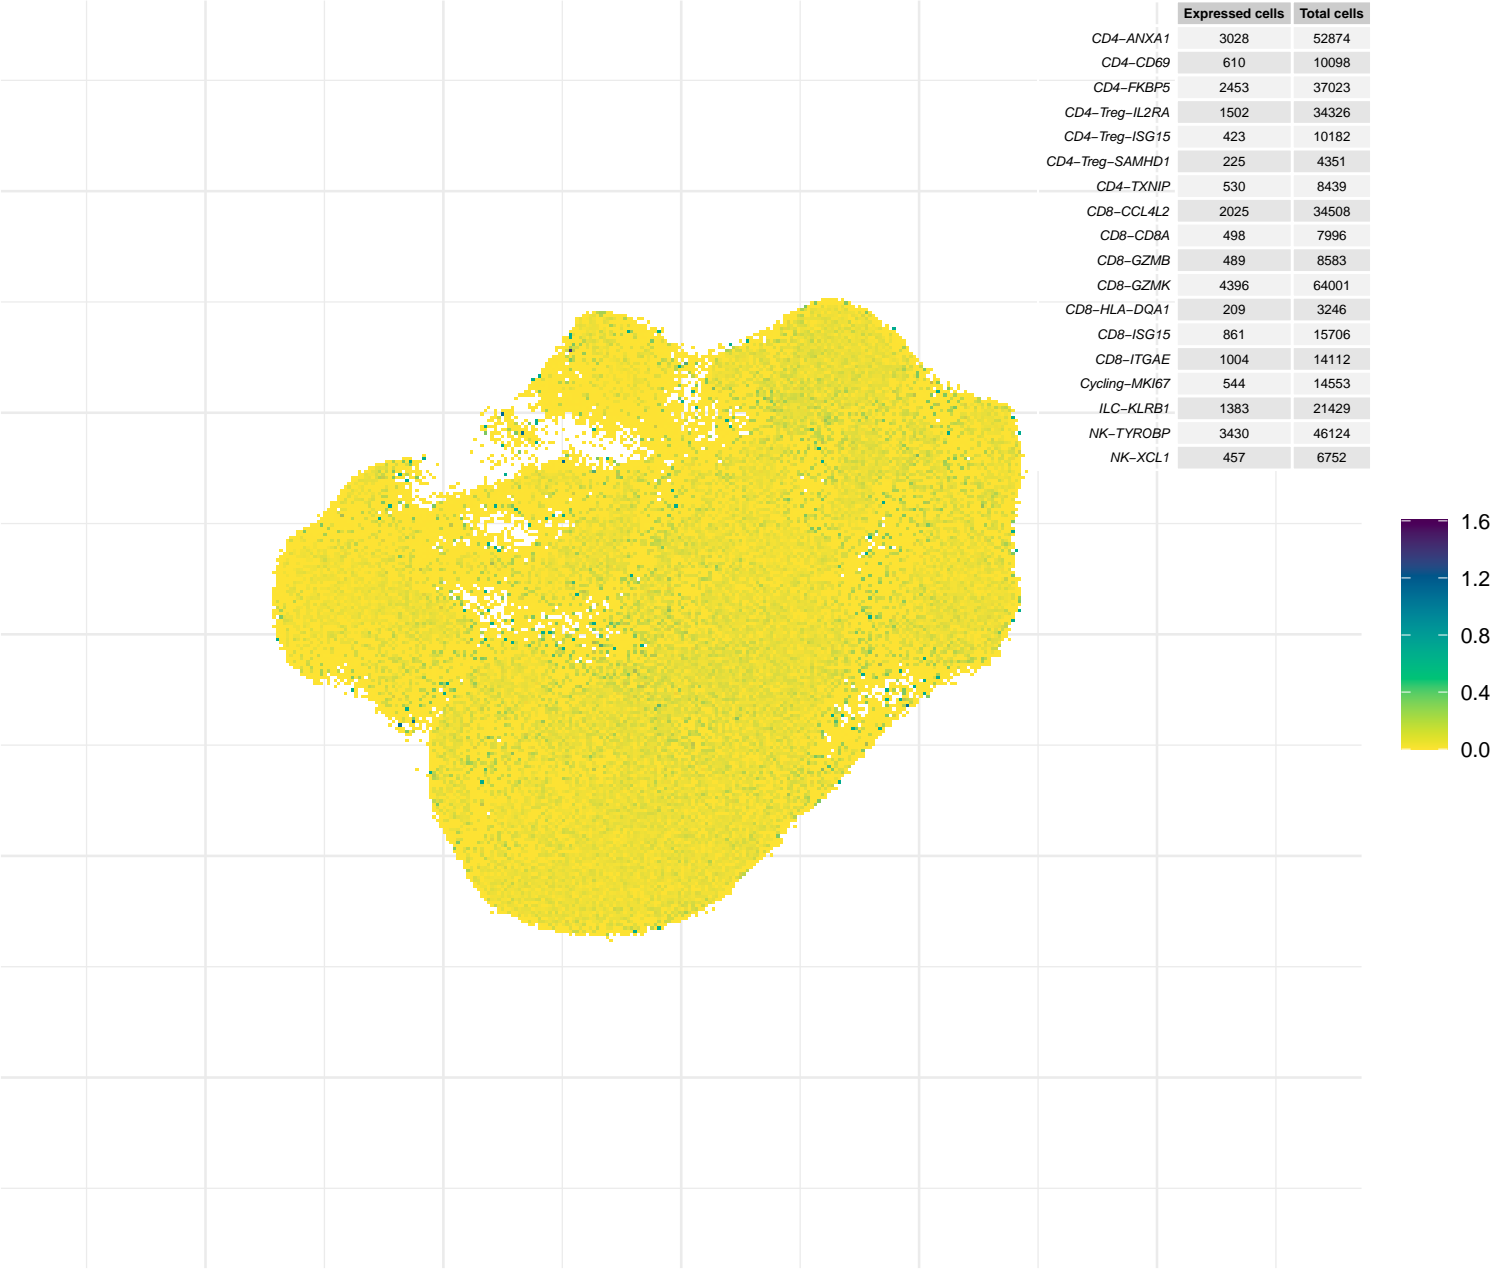 Expressed cells Total cells
CD4−ANXA1 3028 52874
CD4−CD69 610 10098
CD4−FKBP5 2453 37023
CD4−Treg−IL2RA 1502 34326
CD4−Treg−ISG15 423 10182
CD4−Treg−SAMHD1 225 4351
CD4−TXNIP 530 8439
CD8−CCL4L2 2025 34508
CD8−CD8A 498 7996
CD8−GZMB 489 8583
CD8−GZMK 4396 64001
CD8−HLA−DQA1 209 3246
CD8−ISG15 861 15706
CD8−ITGAE 1004 14112
Cycling−MKI67 544 14553
ILC−KLRB1 1383 21429
NK−TYROBP 3430 46124
NK−XCL1 457 6752
1.6
1.2
0.8
0.4
0.0